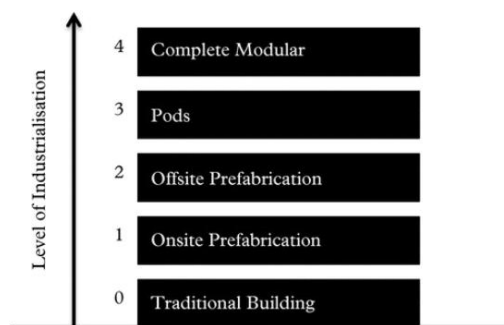 4 Complete Modular
3 Pods
2 Offsite Prefabrication
1 Onsite Prefabrication
0 Traditional Building
Level of Industrialisation